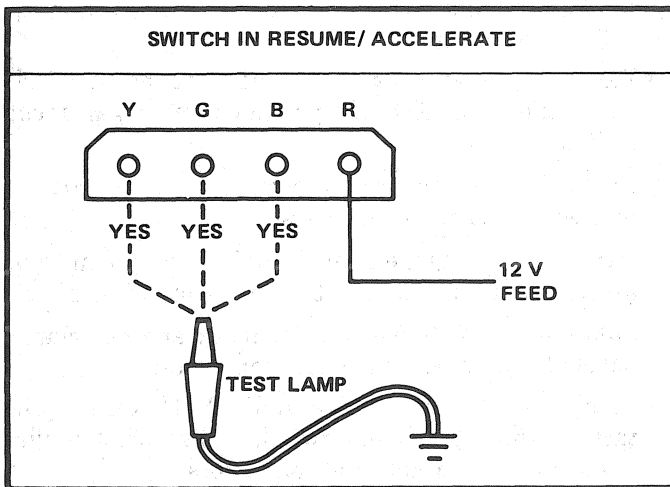 SWITCH IN RESUME/ ACCELERATE
Y G B R
YES YES YES
12 V
FEED
TEST LAMP